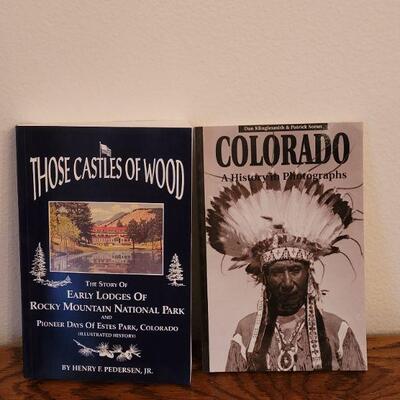 THOSE CASTLES OF WOOD
THE STORY OF
EARLY LODGES OF
ROCKY MOUNTAIN NATIONAL PARK
AND
PIONEER DAYS OF ESTES PARK, COLORADO
(ILLUSTRATED HISTORY)
BY HENRY F. PEDERSEN, JR.
Dan Klinglesmith & Patrick Soran
COLORADO
A History in Photographs